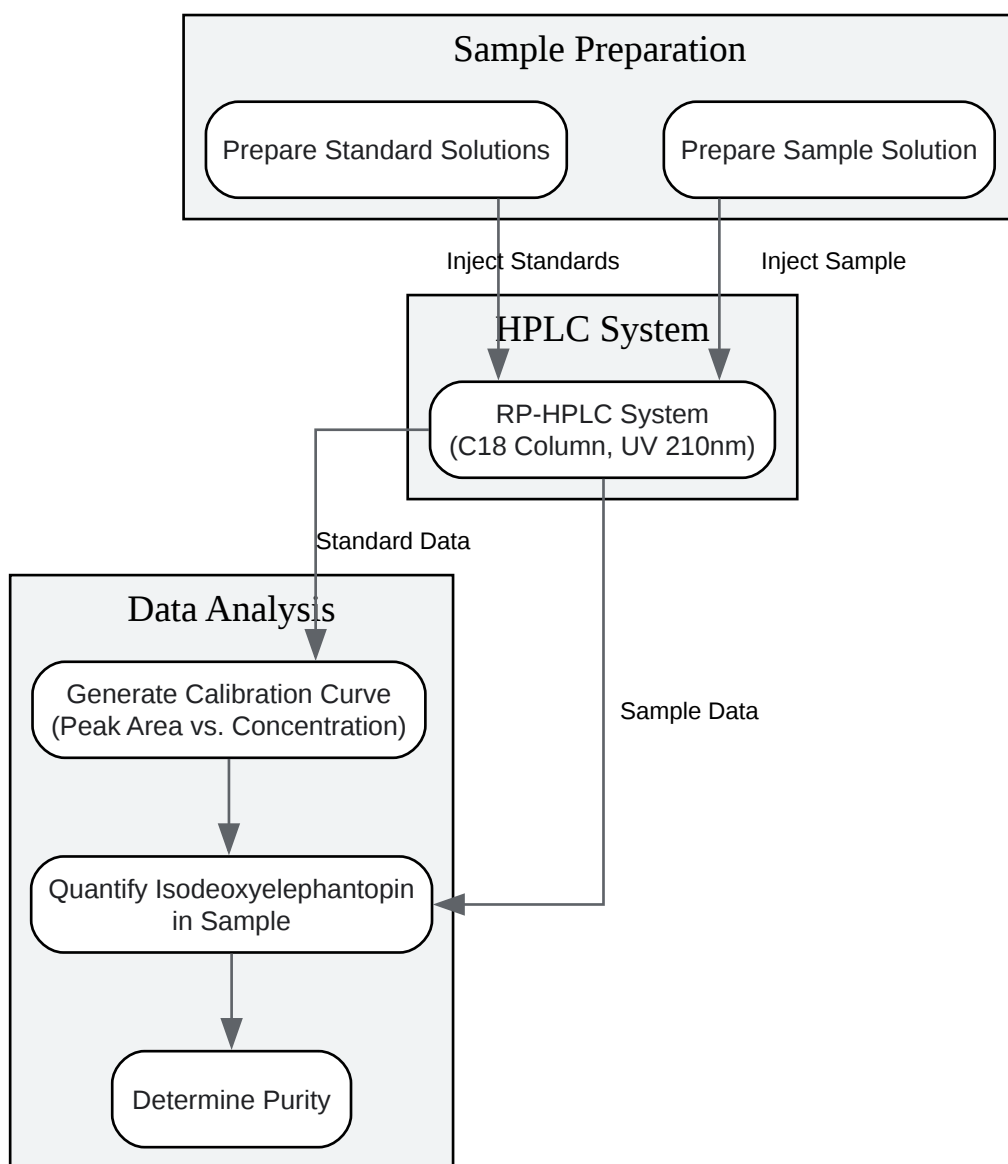 Sample Preparation
Prepare Standard Solutions
Prepare Sample Solution
Inject Standards
Inject Sample
HPLC System
RP-HPLC System
(C18 Column, UV 210nm)
Standard Data
Data Analysis
Generate Calibration Curve
(Peak Area vs. Concentration)
Sample Data
Quantify Isodeoxyelephantopin
in Sample
Determine Purity